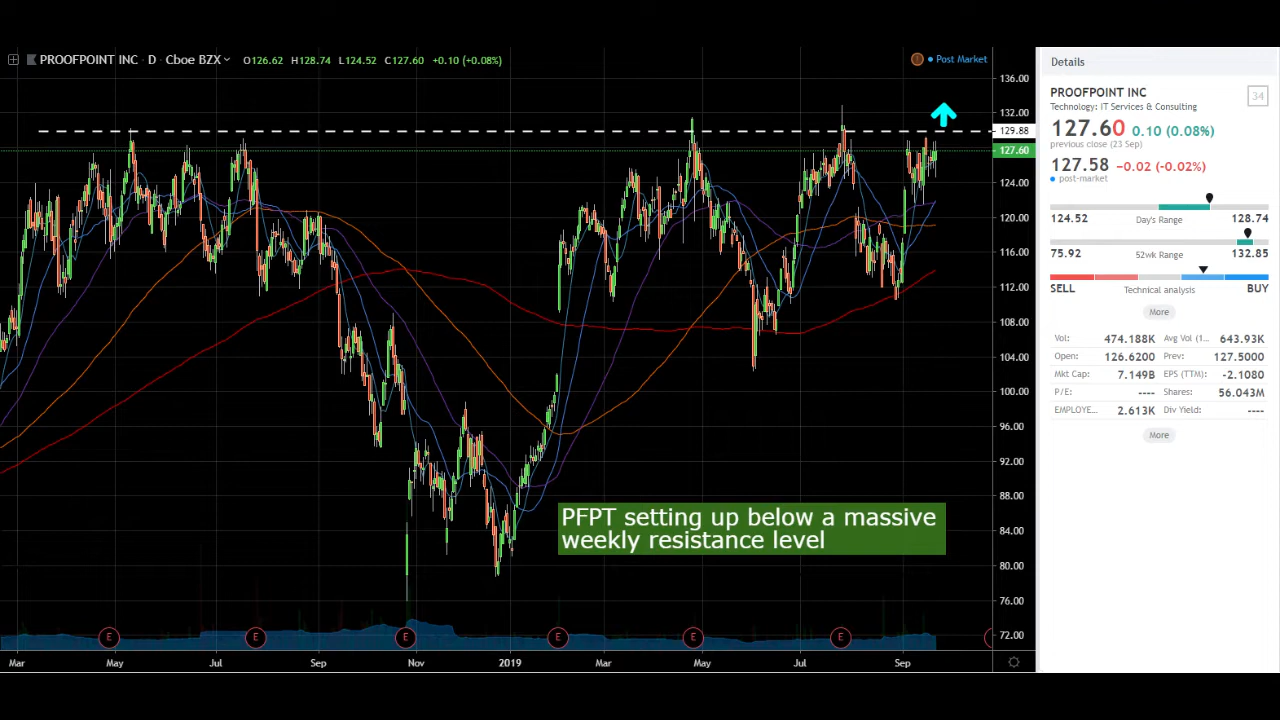 PROOFPOINT INC · D · Cboe BZX O126.62 H128.74 L124.52 C127.60 +0.10 (+0.08%)
Post Market
136.00
132.00
129.88
127.60
124.00
120.00
116.00
112.00
108.00
104.00
100.00
96.00
92.00
88.00
84.00
80.00
76.00
72.00
PFPT setting up below a massive
weekly resistance level
E E E E E E
Mar May Jul Sep Nov 2019 Mar May Jul Sep
Details
PROOFPOINT INC
34
Technology: IT Services & Consulting
127.60 0.10 (0.08%)
previous close (23 Sep)
127.58 −0.02 (−0.02%)
post-market
124.52 Day's Range 128.74
75.92 52wk Range 132.85
SELL Technical analysis BUY
More
Vol: 474.188K Avg Vol (1... 643.93K
Open: 126.6200 Prev: 127.5000
Mkt Cap: 7.149B EPS (TTM): -2.1080
P/E: ---- Shares: 56.043M
EMPLOYE... 2.613K Div Yield: ----
More